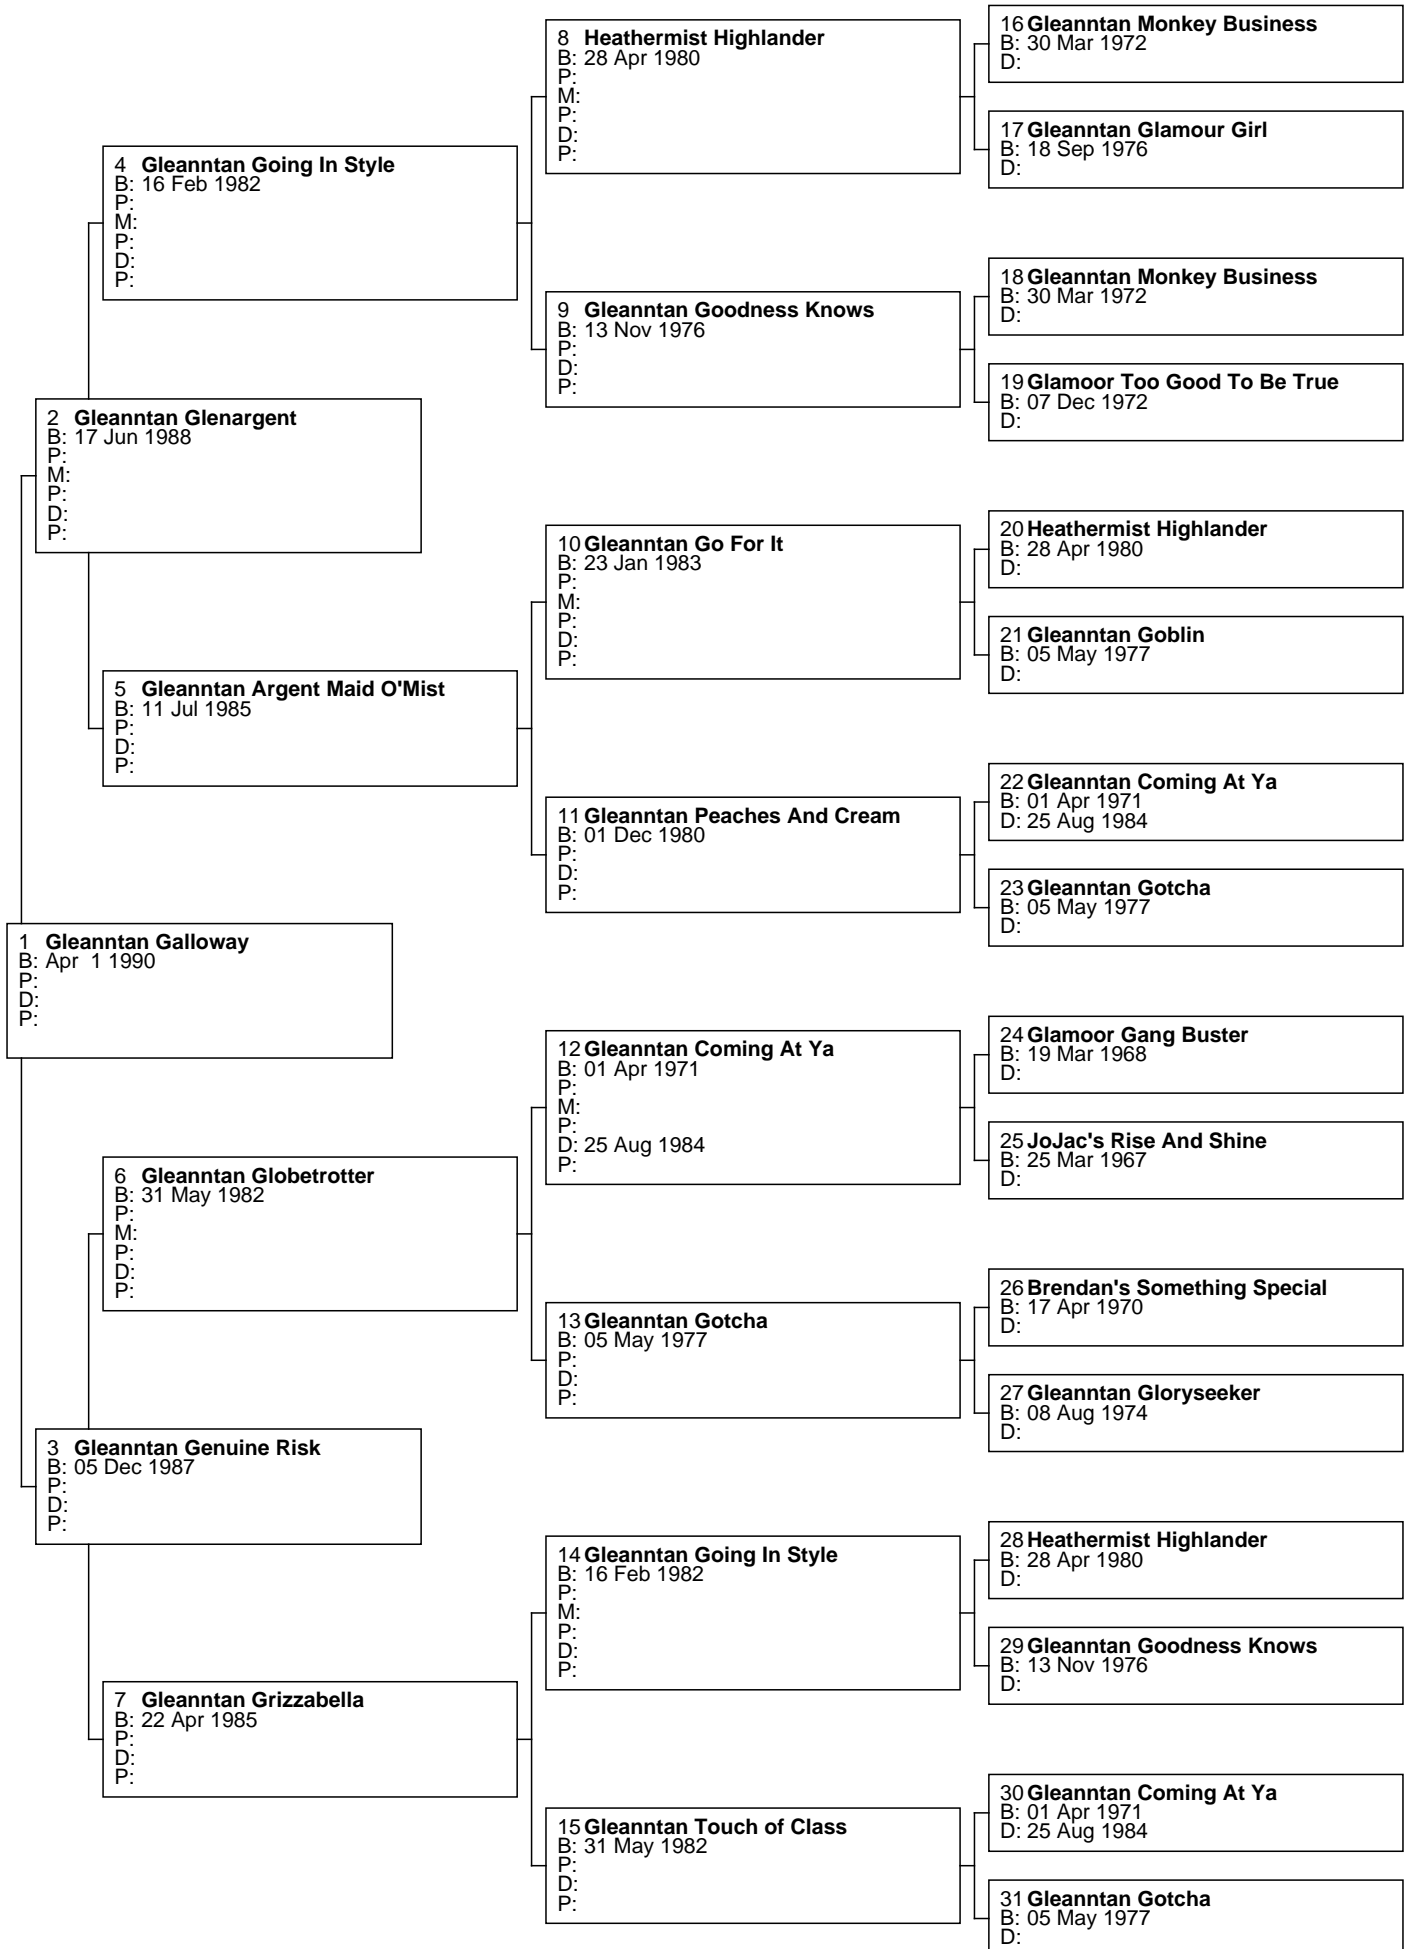 1 Gleanntan Galloway
B: Apr 1 1990
P:
D:
P:
2 Gleanntan Glenargent
B: 17 Jun 1988
P:
M:
P:
D:
P:
3 Gleanntan Genuine Risk
B: 05 Dec 1987
P:
D:
P:
4 Gleanntan Going In Style
B: 16 Feb 1982
P:
M:
P:
D:
P:
5 Gleanntan Argent Maid O'Mist
B: 11 Jul 1985
P:
D:
P:
6 Gleanntan Globetrotter
B: 31 May 1982
P:
M:
P:
D:
P:
7 Gleanntan Grizzabella
B: 22 Apr 1985
P:
D:
P:
8 Heathermist Highlander
B: 28 Apr 1980
P:
M:
P:
D:
P:
9 Gleanntan Goodness Knows
B: 13 Nov 1976
P:
D:
P:
10 Gleanntan Go For It
B: 23 Jan 1983
P:
M:
P:
D:
P:
11 Gleanntan Peaches And Cream
B: 01 Dec 1980
P:
D:
P:
12 Gleanntan Coming At Ya
B: 01 Apr 1971
P:
M:
P:
D: 25 Aug 1984
P:
13 Gleanntan Gotcha
B: 05 May 1977
P:
D:
P:
14 Gleanntan Going In Style
B: 16 Feb 1982
P:
M:
P:
D:
P:
15 Gleanntan Touch of Class
B: 31 May 1982
P:
D:
P:
16 Gleanntan Monkey Business
B: 30 Mar 1972
D:
17 Gleanntan Glamour Girl
B: 18 Sep 1976
D:
18 Gleanntan Monkey Business
B: 30 Mar 1972
D:
19 Glamoor Too Good To Be True
B: 07 Dec 1972
D:
20 Heathermist Highlander
B: 28 Apr 1980
D:
21 Gleanntan Goblin
B: 05 May 1977
D:
22 Gleanntan Coming At Ya
B: 01 Apr 1971
D: 25 Aug 1984
23 Gleanntan Gotcha
B: 05 May 1977
D:
24 Glamoor Gang Buster
B: 19 Mar 1968
D:
25 JoJac's Rise And Shine
B: 25 Mar 1967
D:
26 Brendan's Something Special
B: 17 Apr 1970
D:
27 Gleanntan Gloryseeker
B: 08 Aug 1974
D:
28 Heathermist Highlander
B: 28 Apr 1980
D:
29 Gleanntan Goodness Knows
B: 13 Nov 1976
D:
30 Gleanntan Coming At Ya
B: 01 Apr 1971
D: 25 Aug 1984
31 Gleanntan Gotcha
B: 05 May 1977
D: